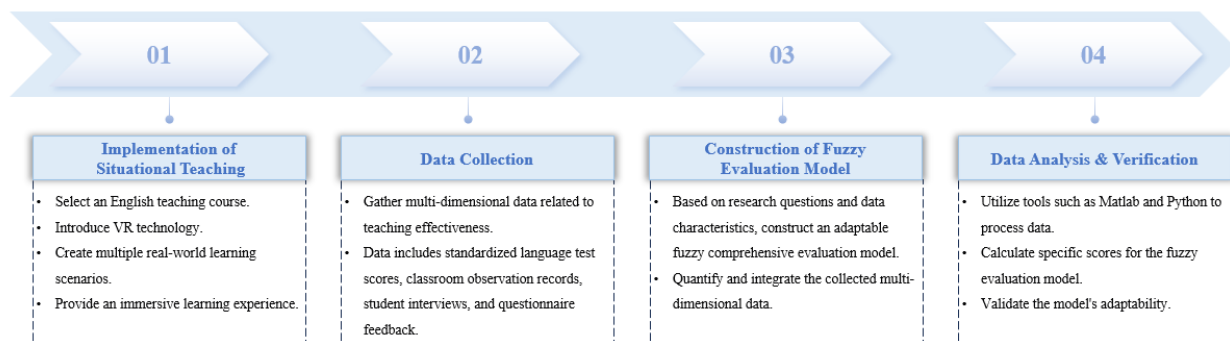 01
02
03
04
Implementation of
Situational Teaching
• Select an English teaching course.
• Introduce VR technology.
• Create multiple real-world learning
scenarios.
• Provide an immersive learning experience.
Data Collection
• Gather multi-dimensional data related to
teaching effectiveness.
• Data includes standardized language test
scores, classroom observation records,
student interviews, and questionnaire
feedback.
Construction of Fuzzy
Evaluation Model
• Based on research questions and data
characteristics, construct an adaptable
fuzzy comprehensive evaluation model.
• Quantify and integrate the collected multi-
dimensional data.
Data Analysis & Verification
• Utilize tools such as Matlab and Python to
process data.
• Calculate specific scores for the fuzzy
evaluation model.
• Validate the model's adaptability.